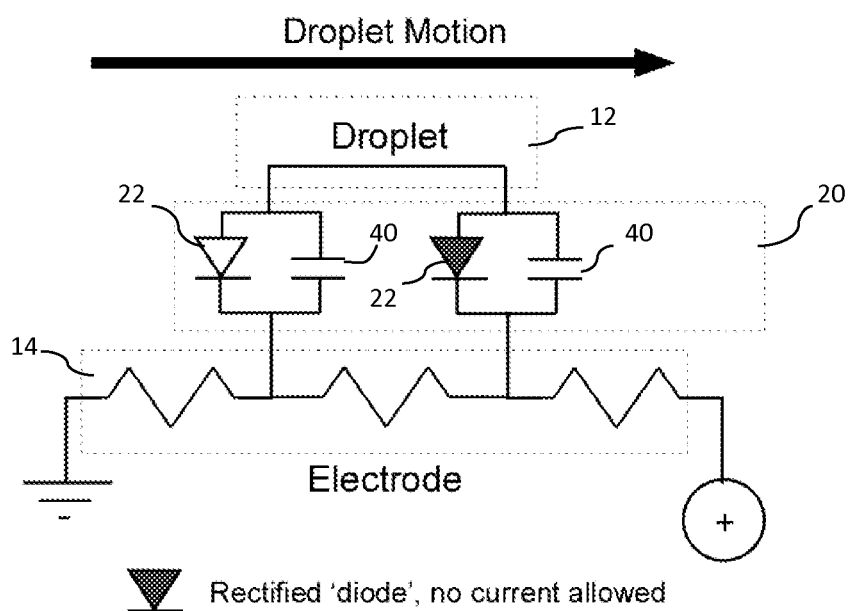 Droplet Motion
12
Droplet
22
20
40
40
22
14
Electrode
+
Rectified 'diode', no current allowed